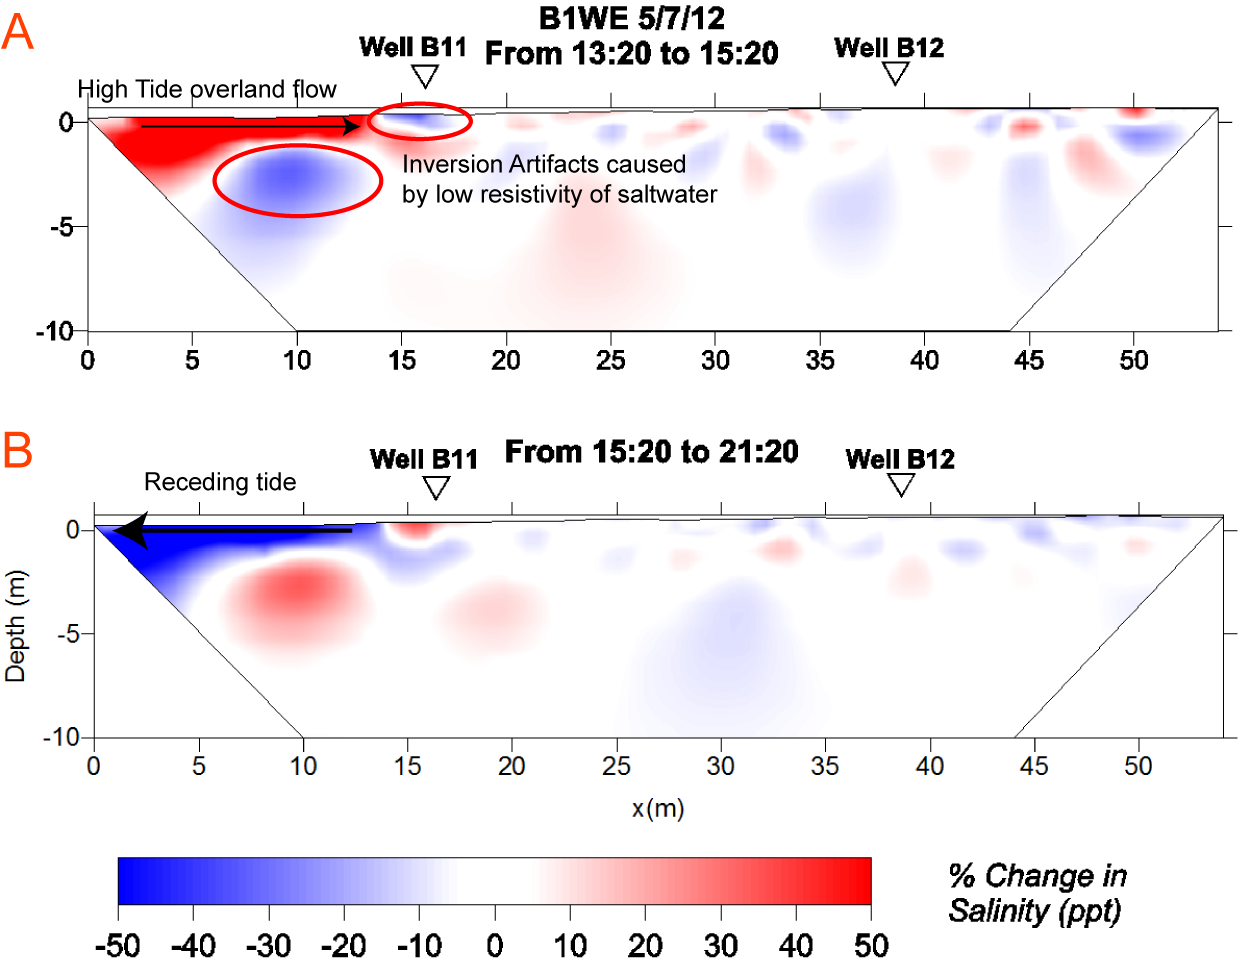 A
B1WE 5/7/12
From 13:20 to 15:20
Well B11
Well B12
High Tide overland flow
Inversion Artifacts caused
by low resistivity of saltwater
0
-5
-10
0 5 10 15 20 25 30 35 40 45 50
B
From 15:20 to 21:20
Well B11
Well B12
Receding tide
Depth (m)
0
-5
-10
0 5 10 15 20 25 30 35 40 45 50
x(m)
-50 -40 -30 -20 -10 0 10 20 30 40 50
% Change in
Salinity (ppt)